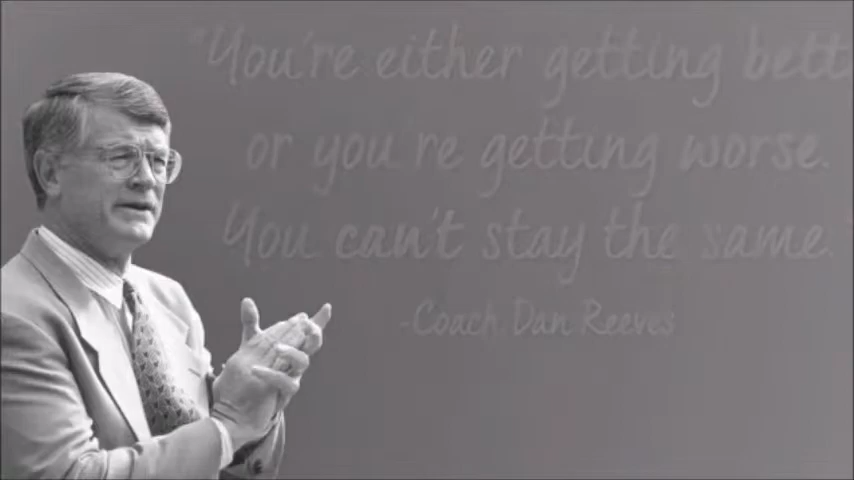 "You're either getting bett
or you're getting worse.
You can't stay the same."
-Coach Dan Reeves